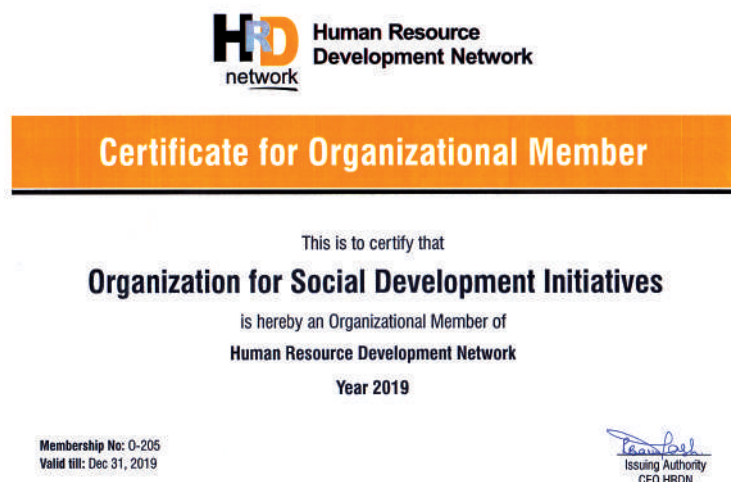 HRD
network
Human Resource
Development Network
Certificate for Organizational Member
This is to certify that
Organization for Social Development Initiatives
is hereby an Organizational Member of
Human Resource Development Network
Year 2019
Membership No: O-205
Valid till: Dec 31, 2019
Issuing Authority
CEO HRDN